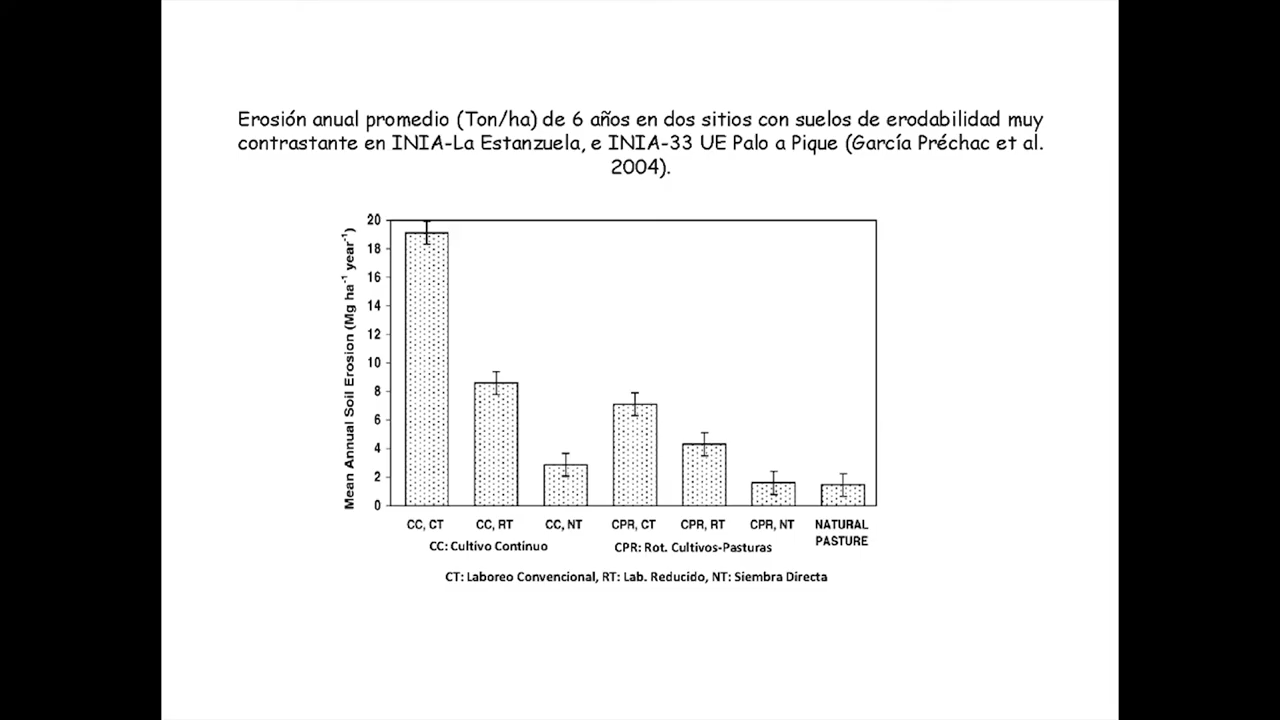 Erosión anual promedio (Ton/ha) de 6 años en dos sitios con suelos de erodabilidad muy
contrastante en INIA-La Estanzuela, e INIA-33 UE Palo a Pique (García Préchac et al.
2004).
Mean Annual Soil Erosion (Mg ha⁻¹ year⁻¹)
20
18
16
14
12
10
8
6
4
2
0
CC, CT CC, RT CC, NT CPR, CT CPR, RT CPR, NT NATURAL
PASTURE
CC: Cultivo Continuo CPR: Rot. Cultivos-Pasturas
CT: Laboreo Convencional, RT: Lab. Reducido, NT: Siembra Directa